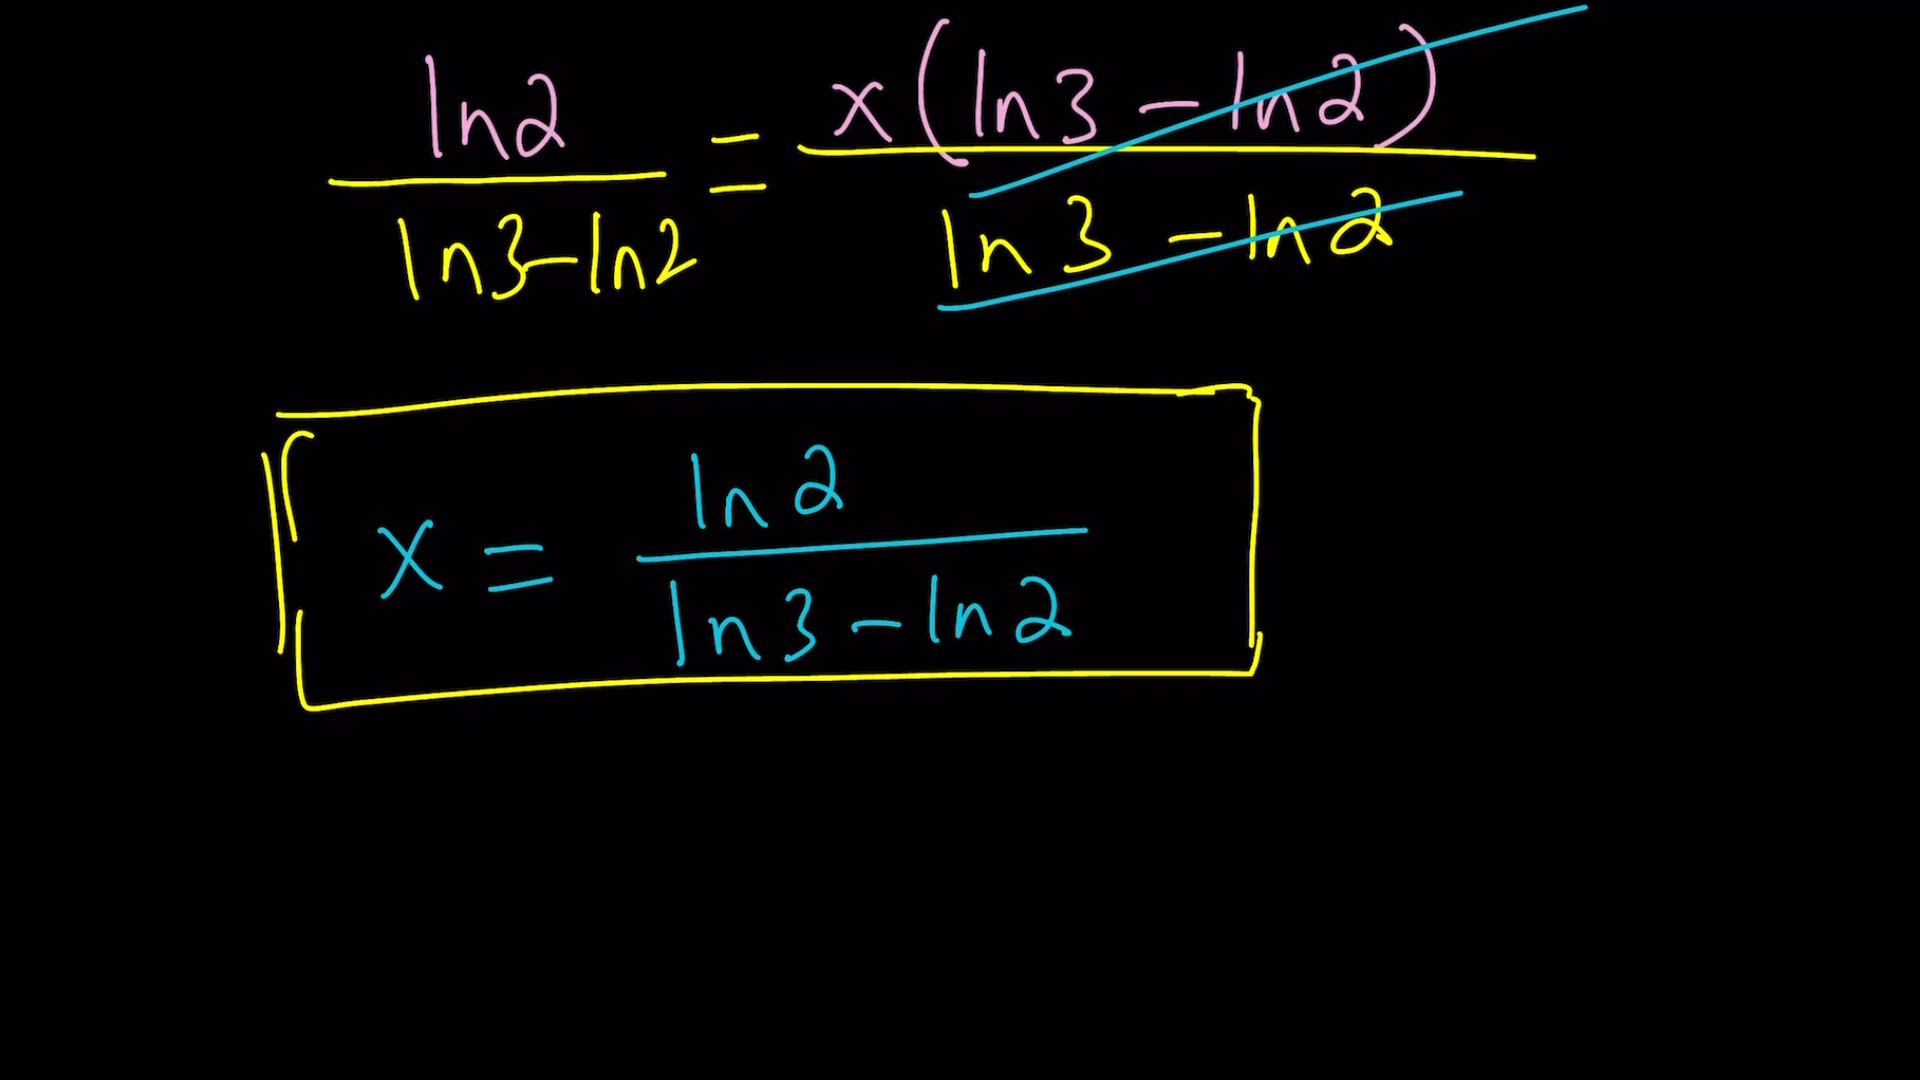 ln2 / ln3-ln2 = x(ln3-ln2) / ln3-ln2
x = ln2 / ln3-ln2